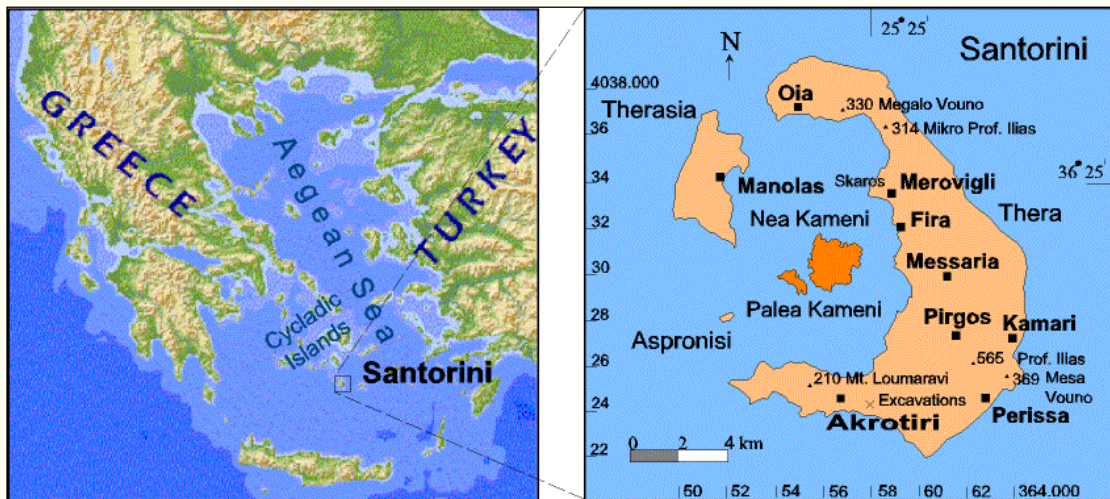 GREECE
Aegean Sea
TURKEY
Cycladic
Islands
Santorini
25 25
N
Santorini
4038.000
Oia
330 Megalo Vouno
Therasia
36
314 Mikro Prof. Ilias
36 25
34
Manolas
Skaros
Merovigli
Nea Kameni
Thera
32
Fira
Messaria
30
Palea Kameni
28
Pirgos
Kamari
Aspronisi
26
565 Prof. Ilias
210 Mt. Loumaravi
369 Mesa
Vouno
24
Excavations
Akrotiri
Perissa
0 2 4 km
22
50 52 54 56 58 60 62 364.000